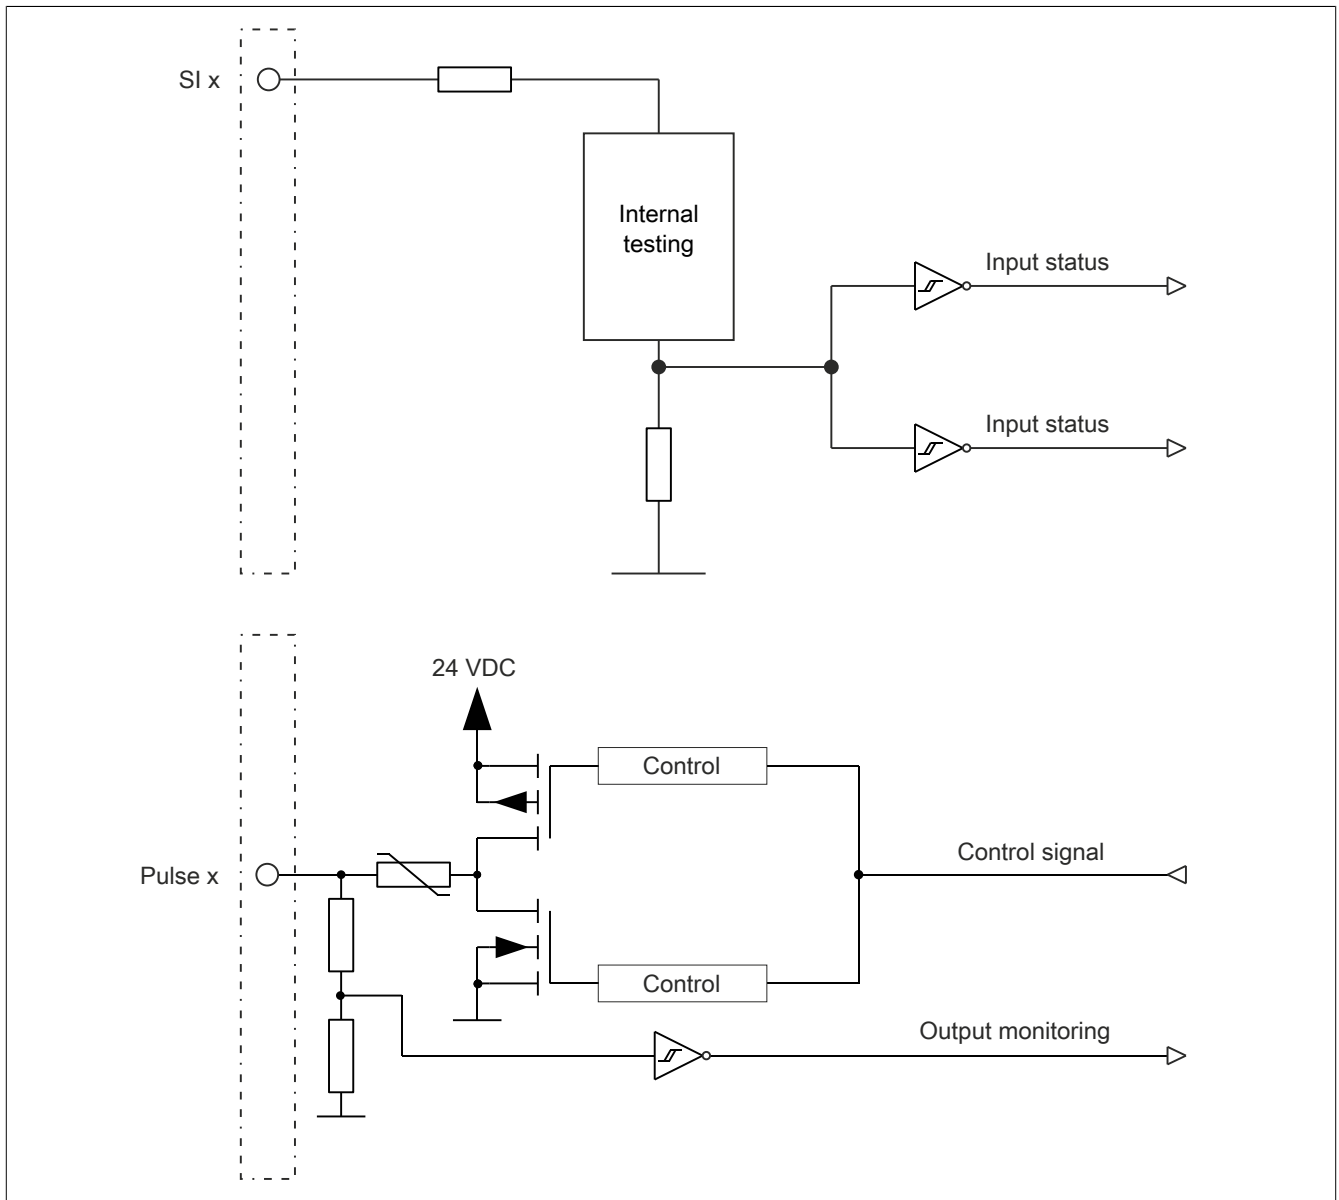 SI x
Internal
testing
Input status
Input status
24 VDC
Control
Control signal
Pulse x
Control
Output monitoring